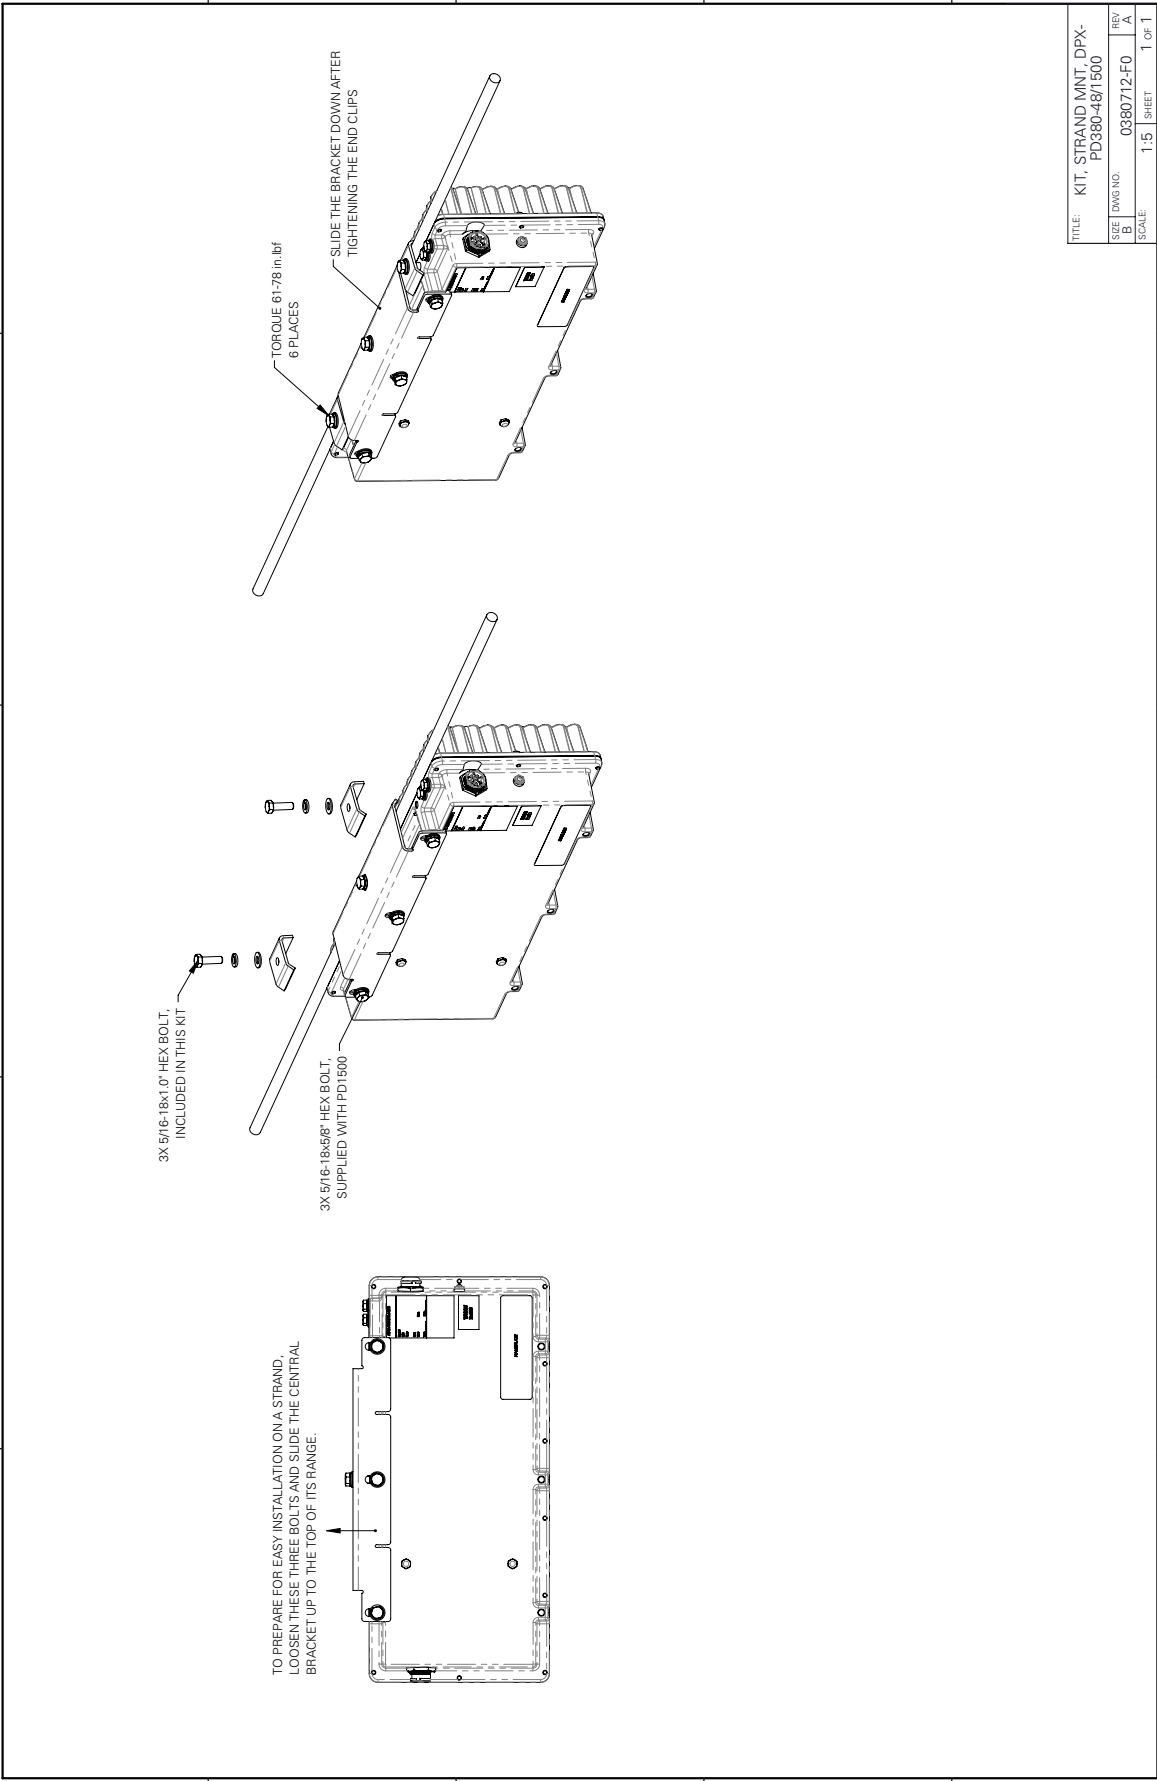 TO PREPARE FOR EASY INSTALLATION ON A STRAND,
LOOSEN THESE THREE BOLTS AND SLIDE THE CENTRAL
BRACKET UP TO THE TOP OF ITS RANGE.
3X 5/16-18x1.0" HEX BOLT,
INCLUDED IN THIS KIT
3X 5/16-18x5/8" HEX BOLT,
SUPPLIED WITH PD1500
TORQUE 61-78 in.lbf
6 PLACES
SLIDE THE BRACKET DOWN AFTER
TIGHTENING THE END CLIPS
TITLE: KIT, STRAND MNT, DPX-
PD380-48/1500
SIZE DWG NO. REV
B 0380712-F0 A
SCALE: 1:5 SHEET 1 OF 1